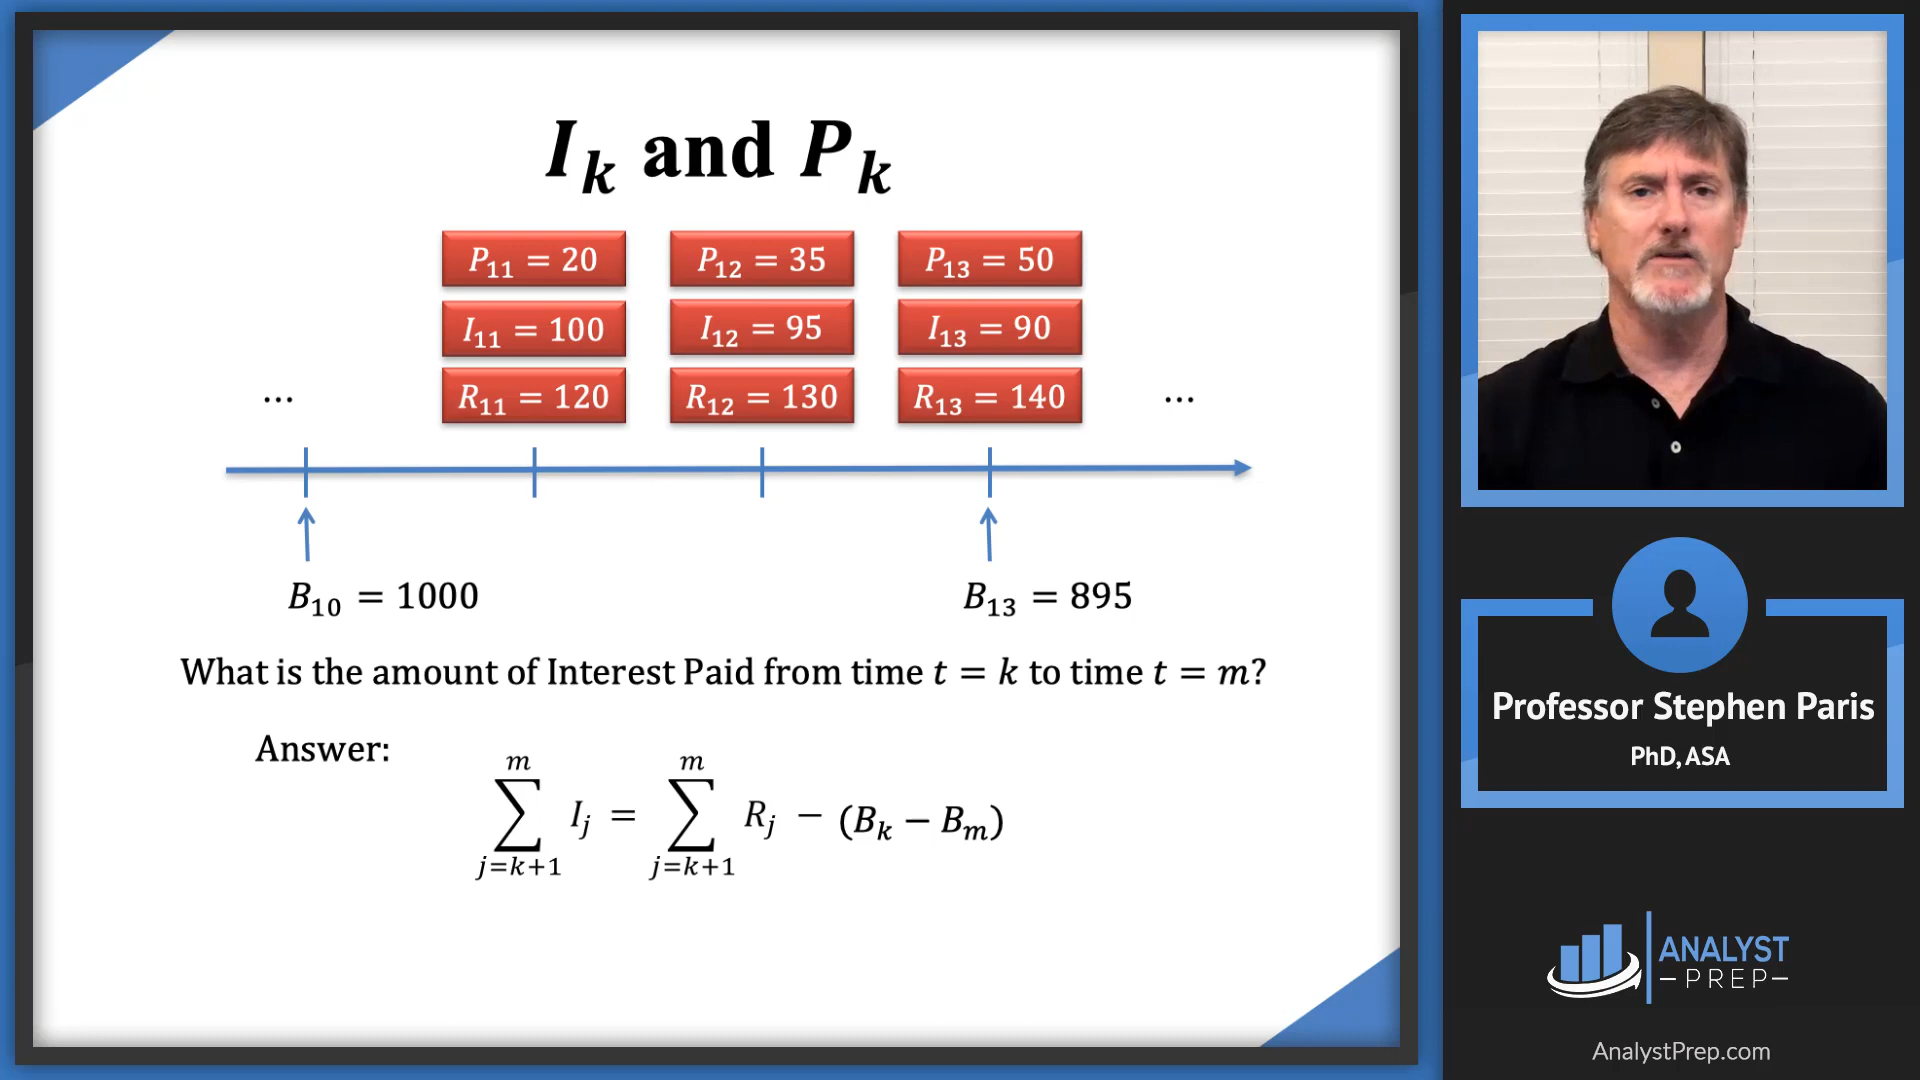 I_k and P_k
P_11 = 20 P_12 = 35 P_13 = 50
I_11 = 100 I_12 = 95 I_13 = 90
... R_11 = 120 R_12 = 130 R_13 = 140 ...
B_10 = 1000 B_13 = 895
What is the amount of Interest Paid from time t = k to time t = m?
Answer:
∑_{j=k+1}^{m} I_j = ∑_{j=k+1}^{m} R_j − (B_k − B_m)
Professor Stephen Paris
PhD, ASA
ANALYST
PREP
AnalystPrep.com